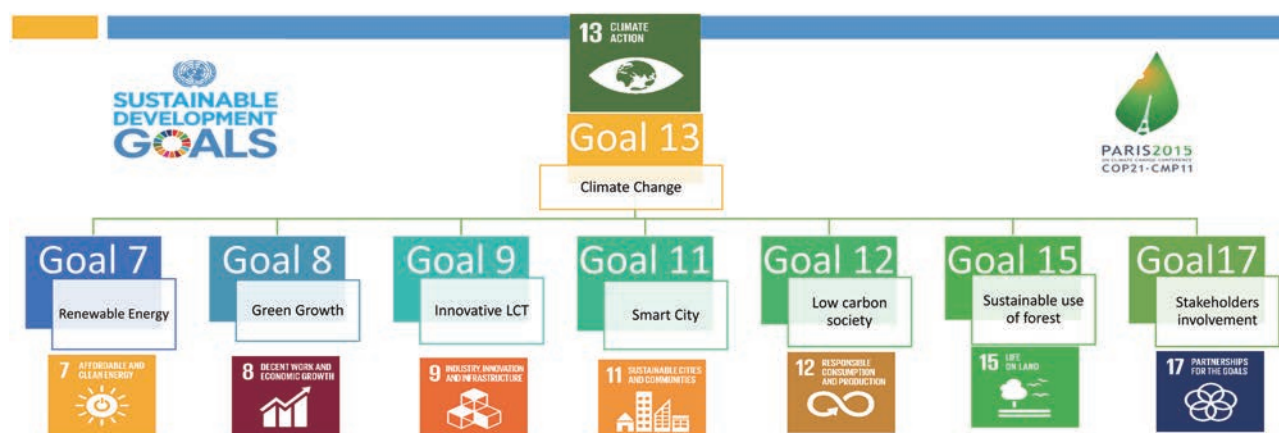 13 CLIMATE
ACTION
SUSTAINABLE
DEVELOPMENT
GOALS
Goal 13
Climate Change
PARIS2015
UN CLIMATE CHANGE CONFERENCE
COP21·CMP11
Goal 7
Renewable Energy
Goal 8
Green Growth
Goal 9
Innovative LCT
Goal 11
Smart City
Goal 12
Low carbon
society
Goal 15
Sustainable use
of forest
Goal17
Stakeholders
involvement
7 AFFORDABLE AND
CLEAN ENERGY
8 DECENT WORK AND
ECONOMIC GROWTH
9 INDUSTRY, INNOVATION
AND INFRASTRUCTURE
11 SUSTAINABLE CITIES
AND COMMUNITIES
12 RESPONSIBLE
CONSUMPTION
AND PRODUCTION
15 LIFE
ON LAND
17 PARTNERSHIPS
FOR THE GOALS